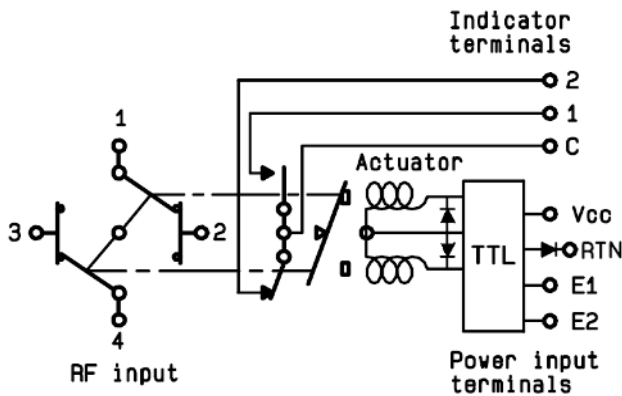 Indicator
terminals
2
1
C
1
Actuator
3
2
TTL
Vcc
RTN
E1
E2
4
RF input
Power input
terminals